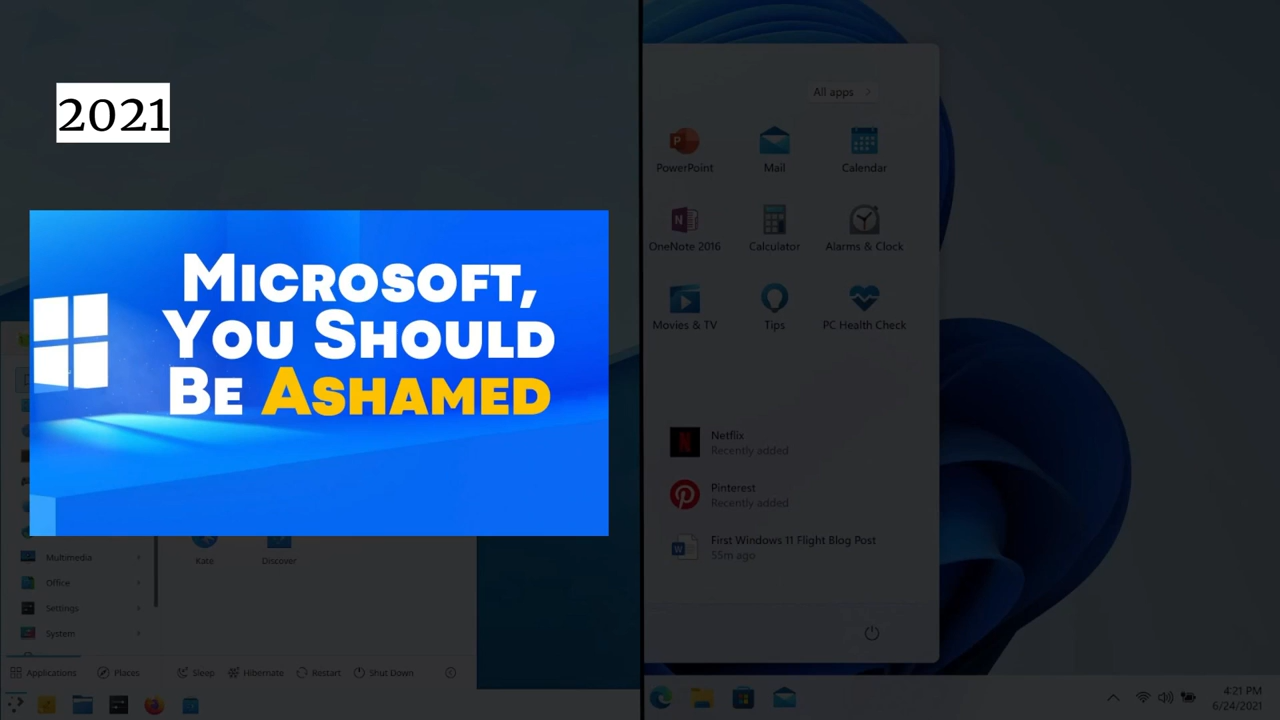 2021
Microsoft,
You Should
Be Ashamed
Kate
Discover
Multimedia
Office
Settings
System
Applications
Places
Sleep
Hibernate
Restart
Shut Down
All apps
PowerPoint
Mail
Calendar
OneNote 2016
Calculator
Alarms & Clock
Movies & TV
Tips
PC Health Check
Netflix
Recently added
Pinterest
Recently added
First Windows 11 Flight Blog Post
55m ago
4:21 PM
6/24/2021